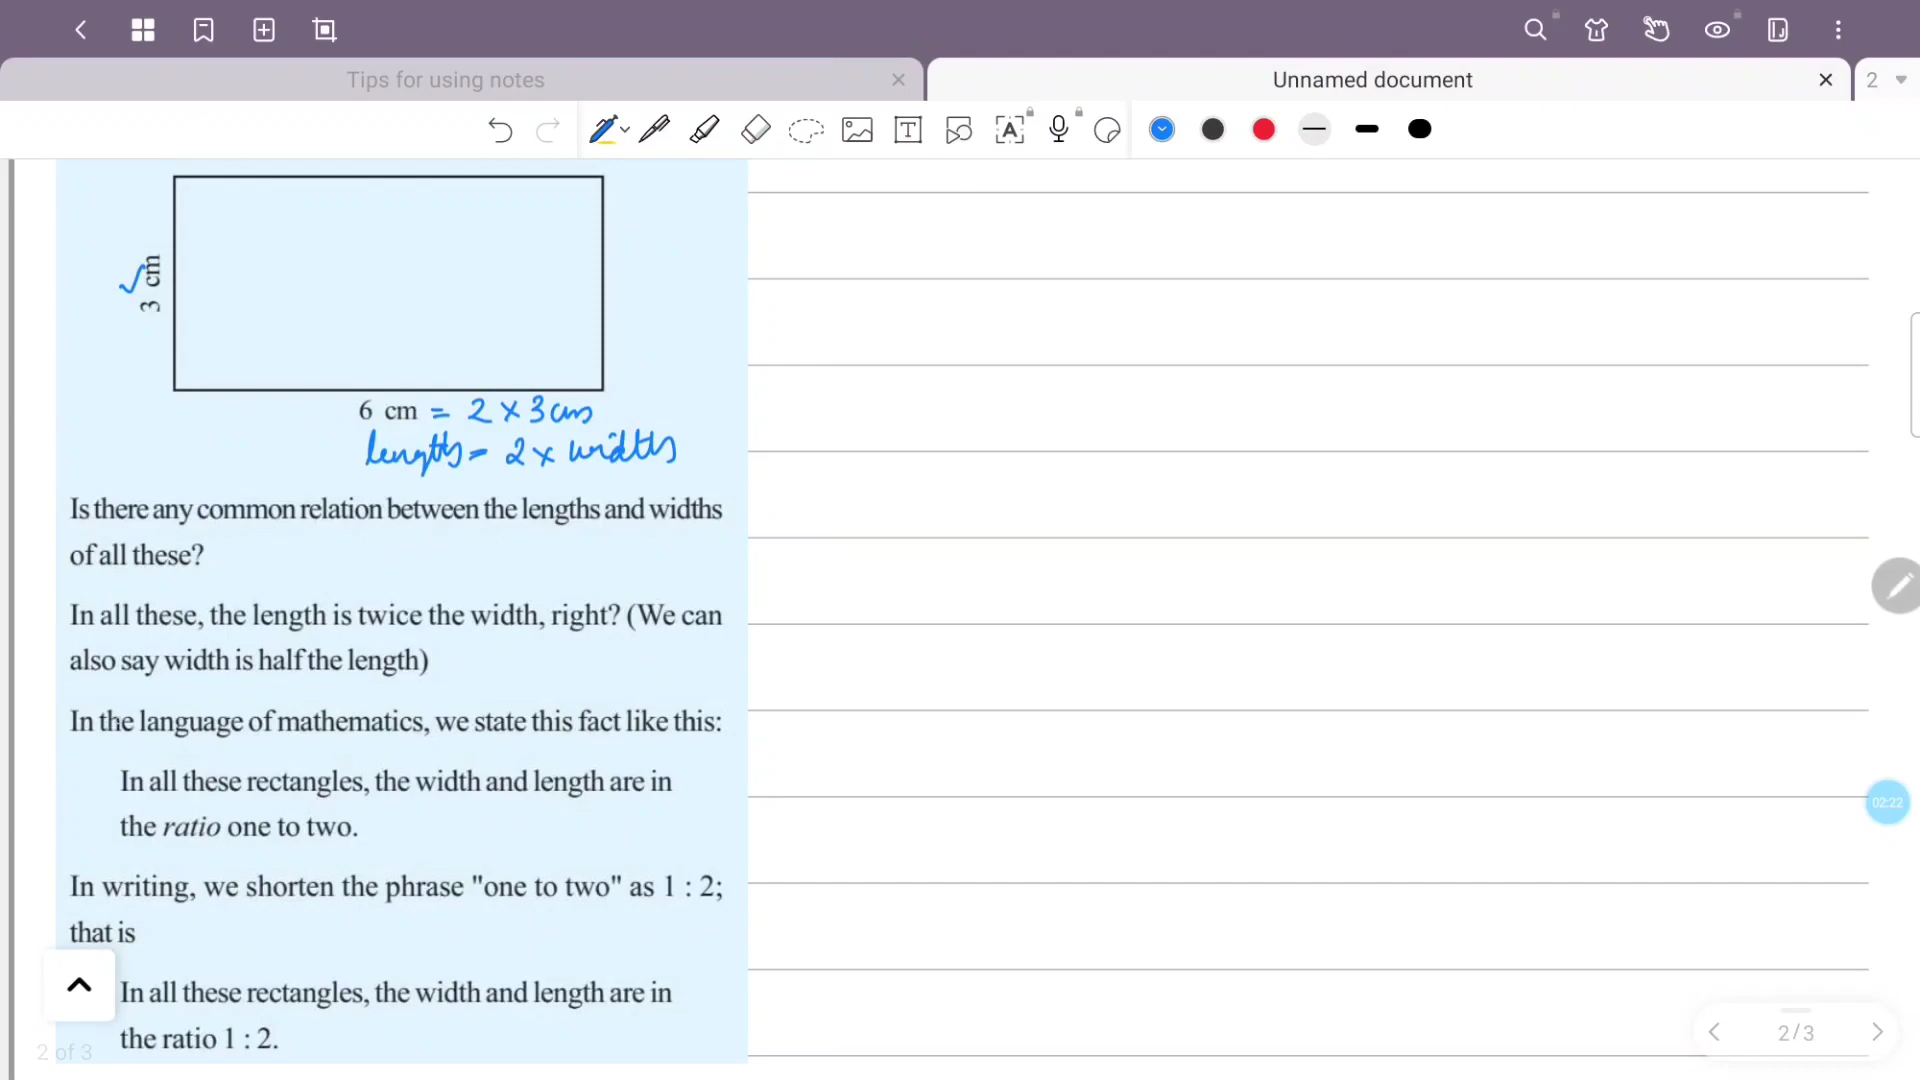 Tips for using notes
Unnamed document
2
3 cm
6 cm = 2 x 3 cm
length = 2 x width
Is there any common relation between the lengths and widths
of all these?
In all these, the length is twice the width, right? (We can
also say width is half the length)
In the language of mathematics, we state this fact like this:
In all these rectangles, the width and length are in
the ratio one to two.
In writing, we shorten the phrase "one to two" as 1 : 2;
that is
In all these rectangles, the width and length are in
the ratio 1 : 2.
02:22
2/3
2 of 3